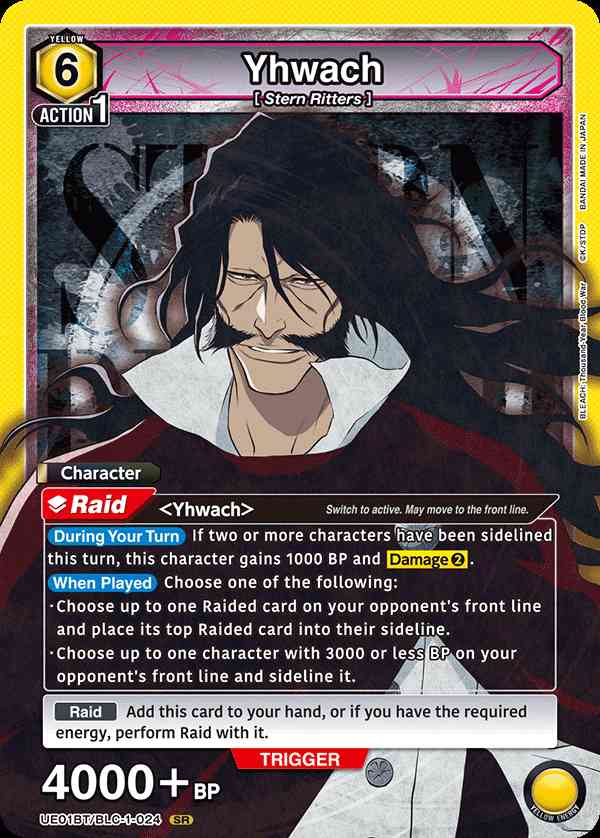 YELLOW
6
ACTION 1
Yhwach
[ Stern Ritters ]
BANDAI MADE IN JAPAN
©K/STDP
BLEACH: Thousand-Year Blood War
STERN
Character
Raid <Yhwach> Switch to active. May move to the front line.
During Your Turn If two or more characters have been sidelined
this turn, this character gains 1000 BP and Damage ❷.
When Played Choose one of the following:
·Choose up to one Raided card on your opponent's front line
and place its top Raided card into their sideline.
·Choose up to one character with 3000 or less BP on your
opponent's front line and sideline it.
Raid Add this card to your hand, or if you have the required
energy, perform Raid with it.
TRIGGER
4000+ BP
UE01BT/BLC-1-024 SR
YELLOW ENERGY